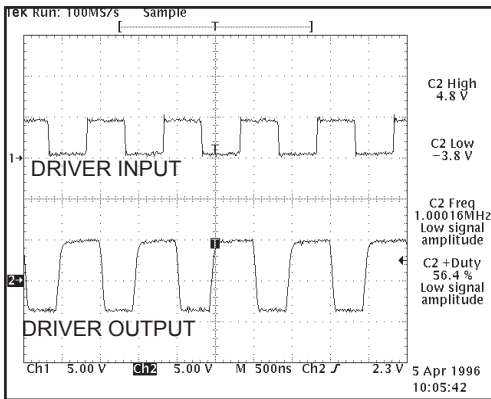 Tek Run: 100MS/s Sample
[ T ]
C2 High
4.8 V
C2 Low
−3.8 V
T
1→
DRIVER INPUT
C2 Freq
1.00016MHz
Low signal
amplitude
T
C2 +Duty
56.4 %
Low signal
amplitude
2→
DRIVER OUTPUT
Ch1 5.00 V Ch2 5.00 V M 500ns Ch2 ƒ 2.3 V
5 Apr 1996
10:05:42